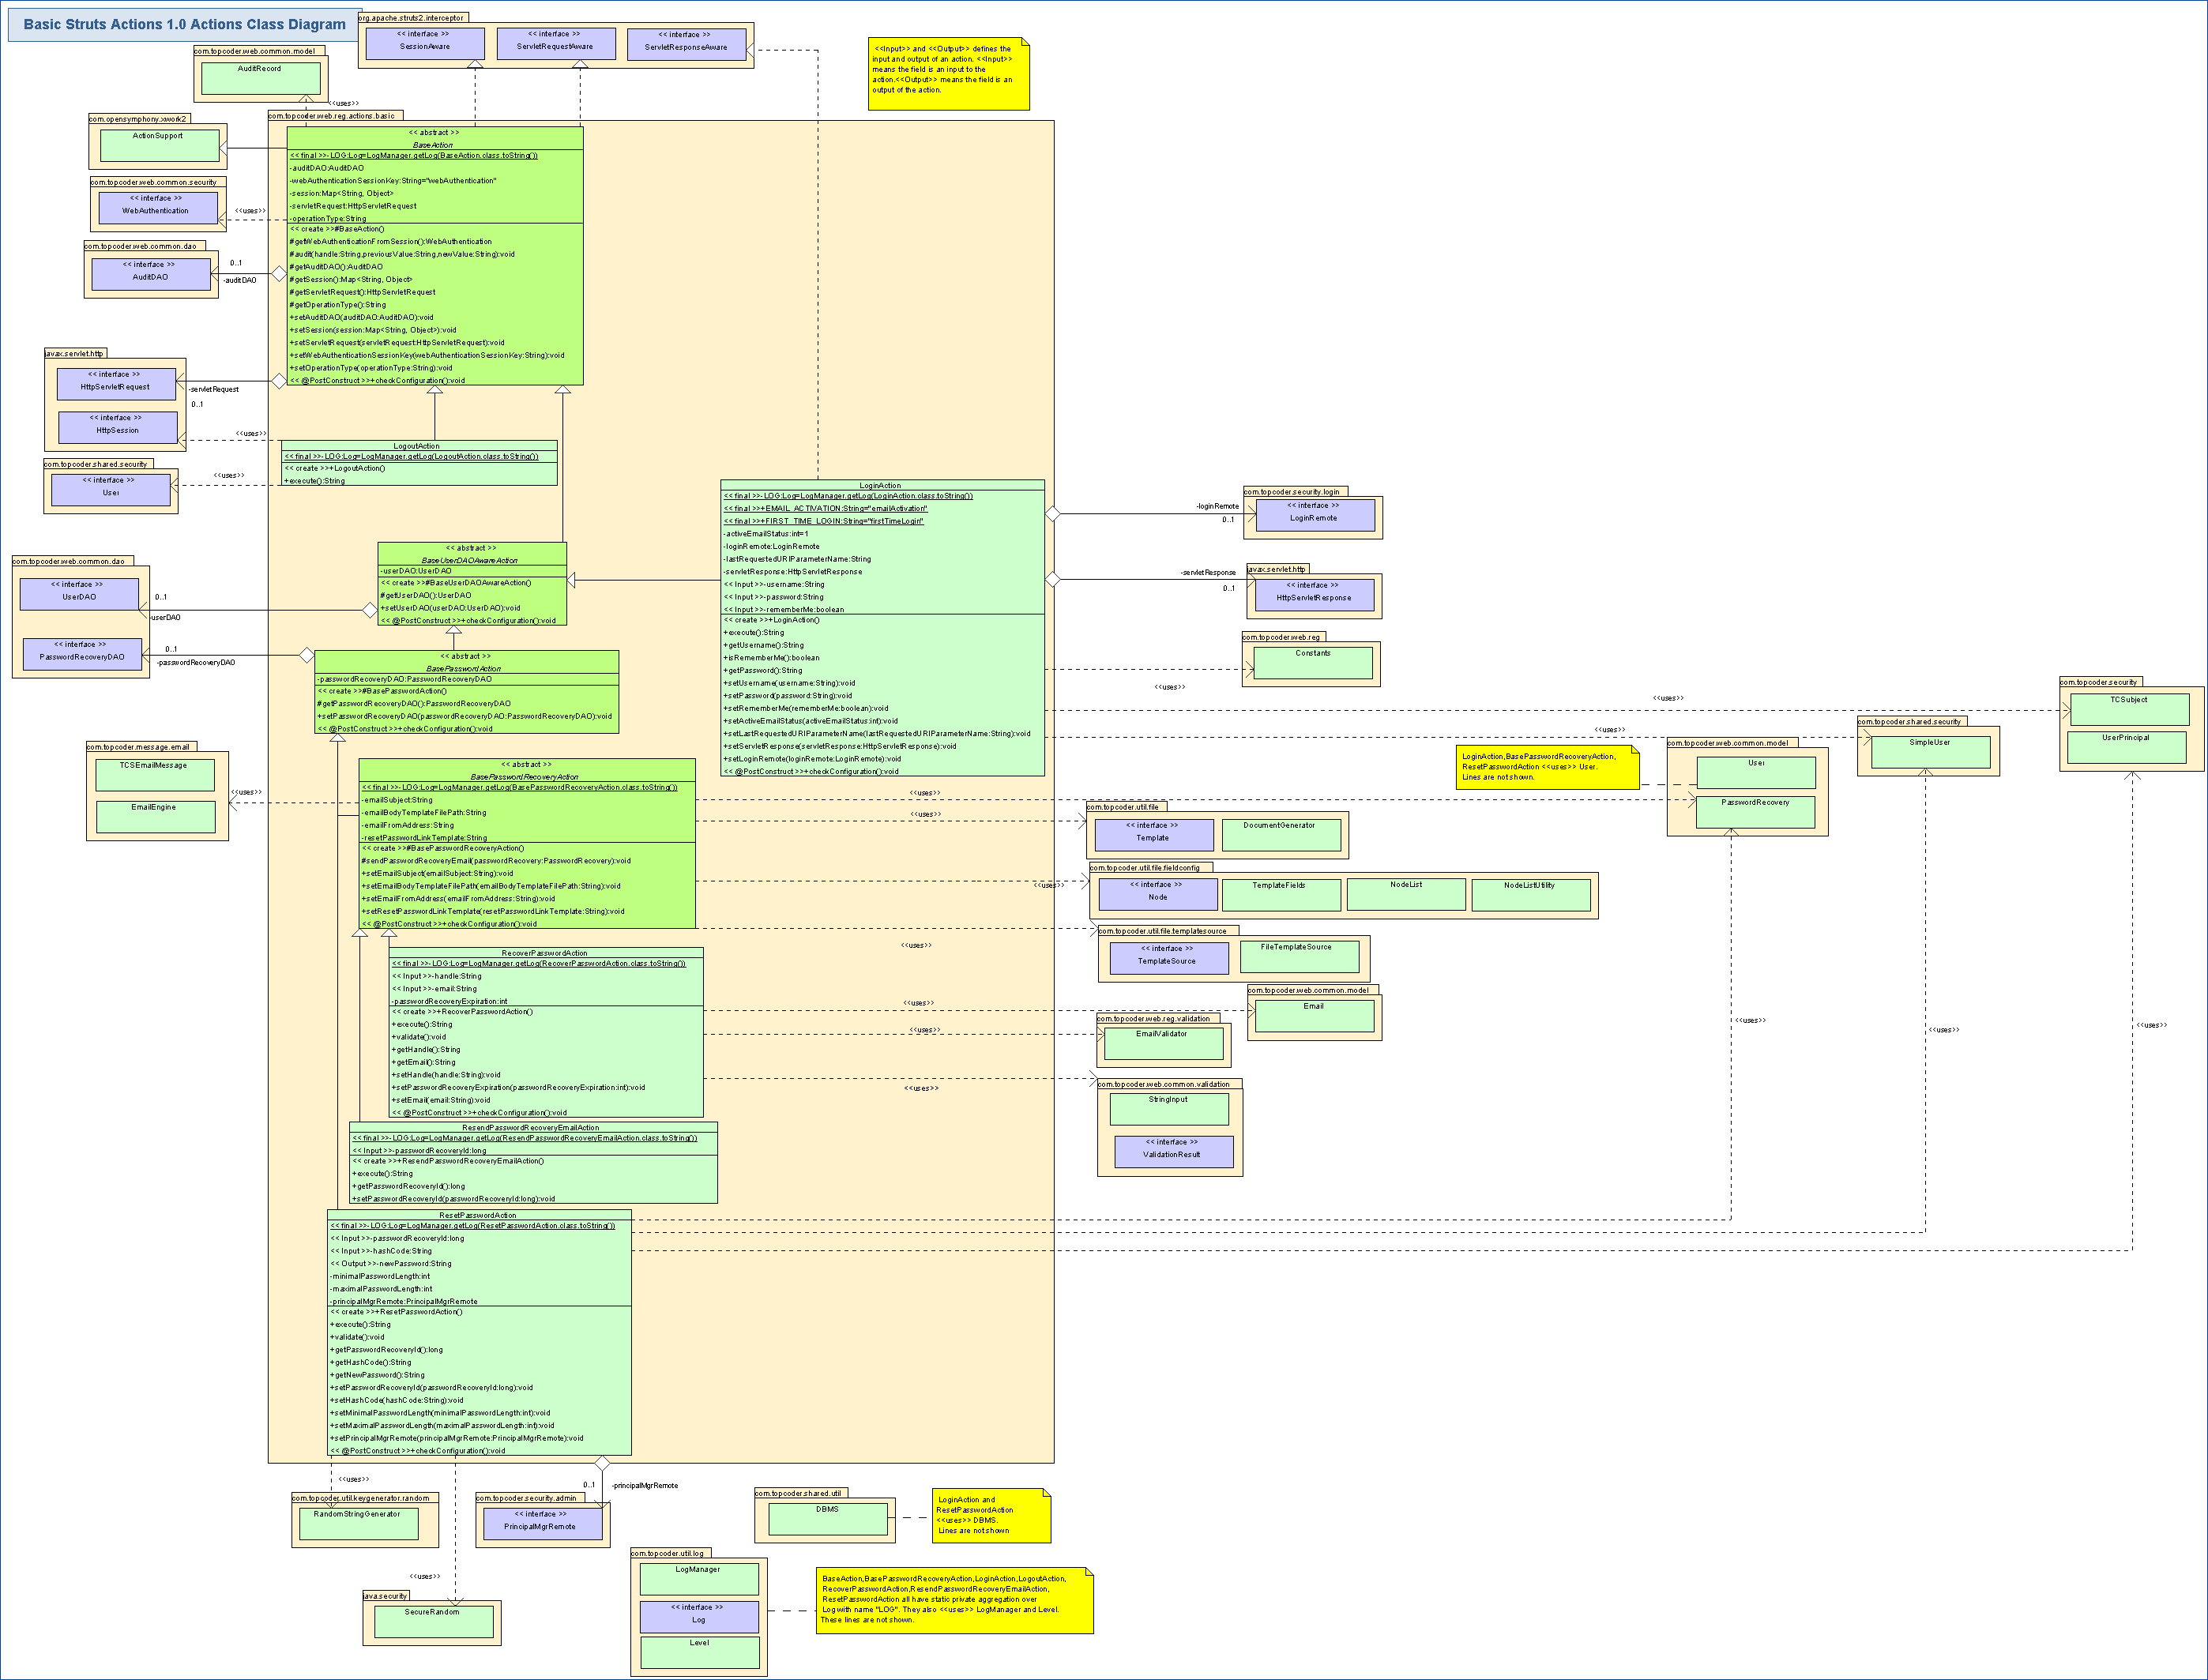 Basic Struts Actions 1.0 Actions Class Diagram
org.apache.struts2.interceptor
<< interface >>
SessionAware
<< interface >>
ServletRequestAware
<< interface >>
ServletResponseAware
<<Input>> and <<Output>> defines the
input and output of an action. <<Input>>
means the field is an input to the
action.<<Output>> means the field is an
output of the action.
com.topcoder.web.common.model
AuditRecord
<<uses>>
com.opensymphony.xwork2
ActionSupport
com.topcoder.web.common.security
<< interface >>
WebAuthentication
<<uses>>
com.topcoder.web.common.dao
<< interface >>
AuditDAO
0..1
-auditDAO
javax.servlet.http
<< interface >>
HttpServletRequest
-servletRequest
0..1
<< interface >>
HttpSession
<<uses>>
com.topcoder.shared.security
<< interface >>
User
<<uses>>
com.topcoder.web.reg.actions.basic
<< abstract >>
BaseAction
<< final >>-LOG:Log=LogManager.getLog(BaseAction.class.toString())
-auditDAO:AuditDAO
-webAuthenticationSessionKey:String="webAuthentication"
-session:Map<String, Object>
-servletRequest:HttpServletRequest
-operationType:String
<< create >>#BaseAction()
#getWebAuthenticationFromSession():WebAuthentication
#audit(handle:String,previousValue:String,newValue:String):void
#getAuditDAO():AuditDAO
#getSession():Map<String, Object>
#getServletRequest():HttpServletRequest
#getOperationType():String
+setAuditDAO(auditDAO:AuditDAO):void
+setSession(session:Map<String, Object>):void
+setServletRequest(servletRequest:HttpServletRequest):void
+setWebAuthenticationSessionKey(webAuthenticationSessionKey:String):void
+setOperationType(operationType:String):void
<< @PostConstruct >>+checkConfiguration():void
LogoutAction
<< final >>-LOG:Log=LogManager.getLog(LogoutAction.class.toString())
<< create >>+LogoutAction()
+execute():String
LoginAction
<< final >>-LOG:Log=LogManager.getLog(LoginAction.class.toString())
<< final >>+EMAIL_ACTIVATION:String="emailActivation"
<< final >>+FIRST_TIME_LOGIN:String="firstTimeLogin"
-activeEmailStatus:int=1
-loginRemote:LoginRemote
-lastRequestedURIParameterName:String
-servletResponse:HttpServletResponse
<< Input >>-username:String
<< Input >>-password:String
<< Input >>-rememberMe:boolean
<< create >>+LoginAction()
+execute():String
+getUsername():String
+isRememberMe():boolean
+getPassword():String
+setUsername(username:String):void
+setPassword(password:String):void
+setRememberMe(rememberMe:boolean):void
+setActiveEmailStatus(activeEmailStatus:int):void
+setLastRequestedURIParameterName(lastRequestedURIParameterName:String):void
+setServletResponse(servletResponse:HttpServletResponse):void
+setLoginRemote(loginRemote:LoginRemote):void
<< @PostConstruct >>+checkConfiguration():void
-loginRemote
0..1
com.topcoder.security.login
<< interface >>
LoginRemote
-servletResponse
0..1
javax.servlet.http
<< interface >>
HttpServletResponse
com.topcoder.web.reg
Constants
<<uses>>
<< abstract >>
BaseUserDAOAwareAction
-userDAO:UserDAO
<< create >>#BaseUserDAOAwareAction()
#getUserDAO():UserDAO
+setUserDAO(userDAO:UserDAO):void
<< @PostConstruct >>+checkConfiguration():void
com.topcoder.web.common.dao
<< interface >>
UserDAO
0..1
-userDAO
<< interface >>
PasswordRecoveryDAO
0..1
-passwordRecoveryDAO
<< abstract >>
BasePasswordAction
-passwordRecoveryDAO:PasswordRecoveryDAO
<< create >>#BasePasswordAction()
#getPasswordRecoveryDAO():PasswordRecoveryDAO
+setPasswordRecoveryDAO(passwordRecoveryDAO:PasswordRecoveryDAO):void
<< @PostConstruct >>+checkConfiguration():void
<<uses>>
com.topcoder.security
TCSubject
UserPrincipal
<<uses>>
com.topcoder.shared.security
SimpleUser
LoginAction,BasePasswordRecoveryAction,
ResetPasswordAction <<uses>> User.
Lines are not shown.
com.topcoder.web.common.model
User
PasswordRecovery
com.topcoder.message.email
TCSEmailMessage
EmailEngine
<<uses>>
<< abstract >>
BasePasswordRecoveryAction
<< final >>-LOG:Log=LogManager.getLog(BasePasswordRecoveryAction.class.toString())
-emailSubject:String
-emailBodyTemplateFilePath:String
-emailFromAddress:String
-resetPasswordLinkTemplate:String
<< create >>#BasePasswordRecoveryAction()
#sendPasswordRecoveryEmail(passwordRecovery:PasswordRecovery):void
+setEmailSubject(emailSubject:String):void
+setEmailBodyTemplateFilePath(emailBodyTemplateFilePath:String):void
+setEmailFromAddress(emailFromAddress:String):void
+setResetPasswordLinkTemplate(resetPasswordLinkTemplate:String):void
<< @PostConstruct >>+checkConfiguration():void
<<uses>>
<<uses>>
com.topcoder.util.file
<< interface >>
Template
DocumentGenerator
<<uses>>
com.topcoder.util.file.fieldconfig
<< interface >>
Node
TemplateFields
NodeList
NodeListUtility
<<uses>>
com.topcoder.util.file.templatesource
<< interface >>
TemplateSource
FileTemplateSource
RecoverPasswordAction
<< final >>-LOG:Log=LogManager.getLog(RecoverPasswordAction.class.toString())
<< Input >>-handle:String
<< Input >>-email:String
-passwordRecoveryExpiration:int
<< create >>+RecoverPasswordAction()
+execute():String
+validate():void
+getHandle():String
+getEmail():String
+setHandle(handle:String):void
+setPasswordRecoveryExpiration(passwordRecoveryExpiration:int):void
+setEmail(email:String):void
<< @PostConstruct >>+checkConfiguration():void
<<uses>>
com.topcoder.web.common.model
Email
<<uses>>
com.topcoder.web.reg.validation
EmailValidator
<<uses>>
com.topcoder.web.common.validation
StringInput
<< interface >>
ValidationResult
<<uses>>
<<uses>>
<<uses>>
ResendPasswordRecoveryEmailAction
<< final >>-LOG:Log=LogManager.getLog(ResendPasswordRecoveryEmailAction.class.toString())
<< Input >>-passwordRecoveryId:long
<< create >>+ResendPasswordRecoveryEmailAction()
+execute():String
+getPasswordRecoveryId():long
+setPasswordRecoveryId(passwordRecoveryId:long):void
ResetPasswordAction
<< final >>-LOG:Log=LogManager.getLog(ResetPasswordAction.class.toString())
<< Input >>-passwordRecoveryId:long
<< Input >>-hashCode:String
<< Output >>-newPassword:String
-minimalPasswordLength:int
-maximalPasswordLength:int
-principalMgrRemote:PrincipalMgrRemote
<< create >>+ResetPasswordAction()
+execute():String
+validate():void
+getPasswordRecoveryId():long
+getHashCode():String
+getNewPassword():String
+setPasswordRecoveryId(passwordRecoveryId:long):void
+setHashCode(hashCode:String):void
+setMinimalPasswordLength(minimalPasswordLength:int):void
+setMaximalPasswordLength(maximalPasswordLength:int):void
+setPrincipalMgrRemote(principalMgrRemote:PrincipalMgrRemote):void
<< @PostConstruct >>+checkConfiguration():void
<<uses>>
com.topcoder.util.keygenerator.random
RandomStringGenerator
0..1
-principalMgrRemote
com.topcoder.security.admin
<< interface >>
PrincipalMgrRemote
<<uses>>
java.security
SecureRandom
com.topcoder.shared.util
DBMS
LoginAction and
ResetPasswordAction
<<uses>> DBMS.
Lines are not shown
com.topcoder.util.log
LogManager
<< interface >>
Log
Level
BaseAction,BasePasswordRecoveryAction,LoginAction,LogoutAction,
RecoverPasswordAction,ResendPasswordRecoveryEmailAction,
ResetPasswordAction all have static private aggregation over
Log with name "LOG". They also <<uses>> LogManager and Level.
These lines are not shown.